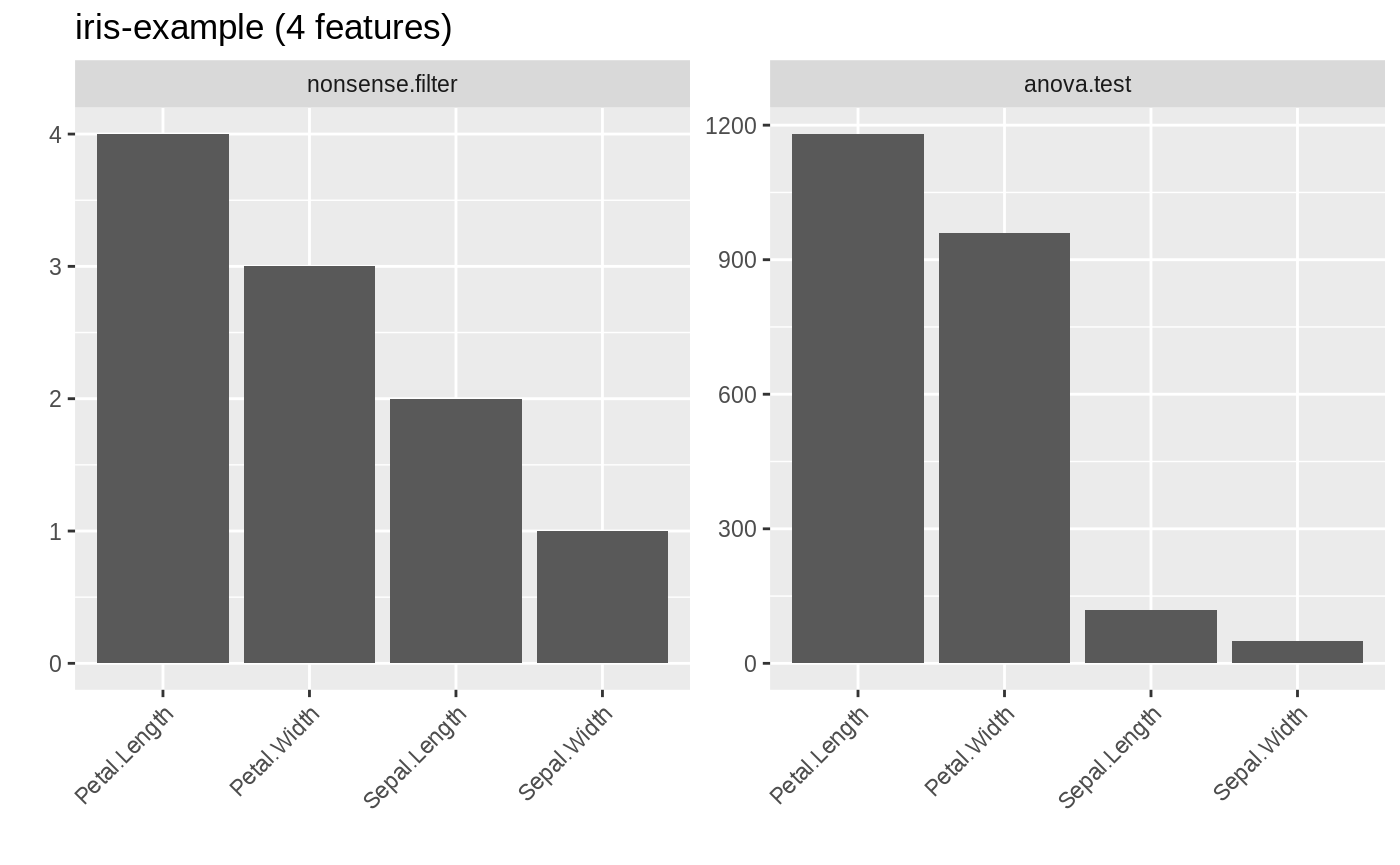 iris-example (4 features)
nonsense.filter
4
3
2
1
0
Petal.Length
Petal.Width
Sepal.Length
Sepal.Width
anova.test
1200
900
600
300
0
Petal.Length
Petal.Width
Sepal.Length
Sepal.Width